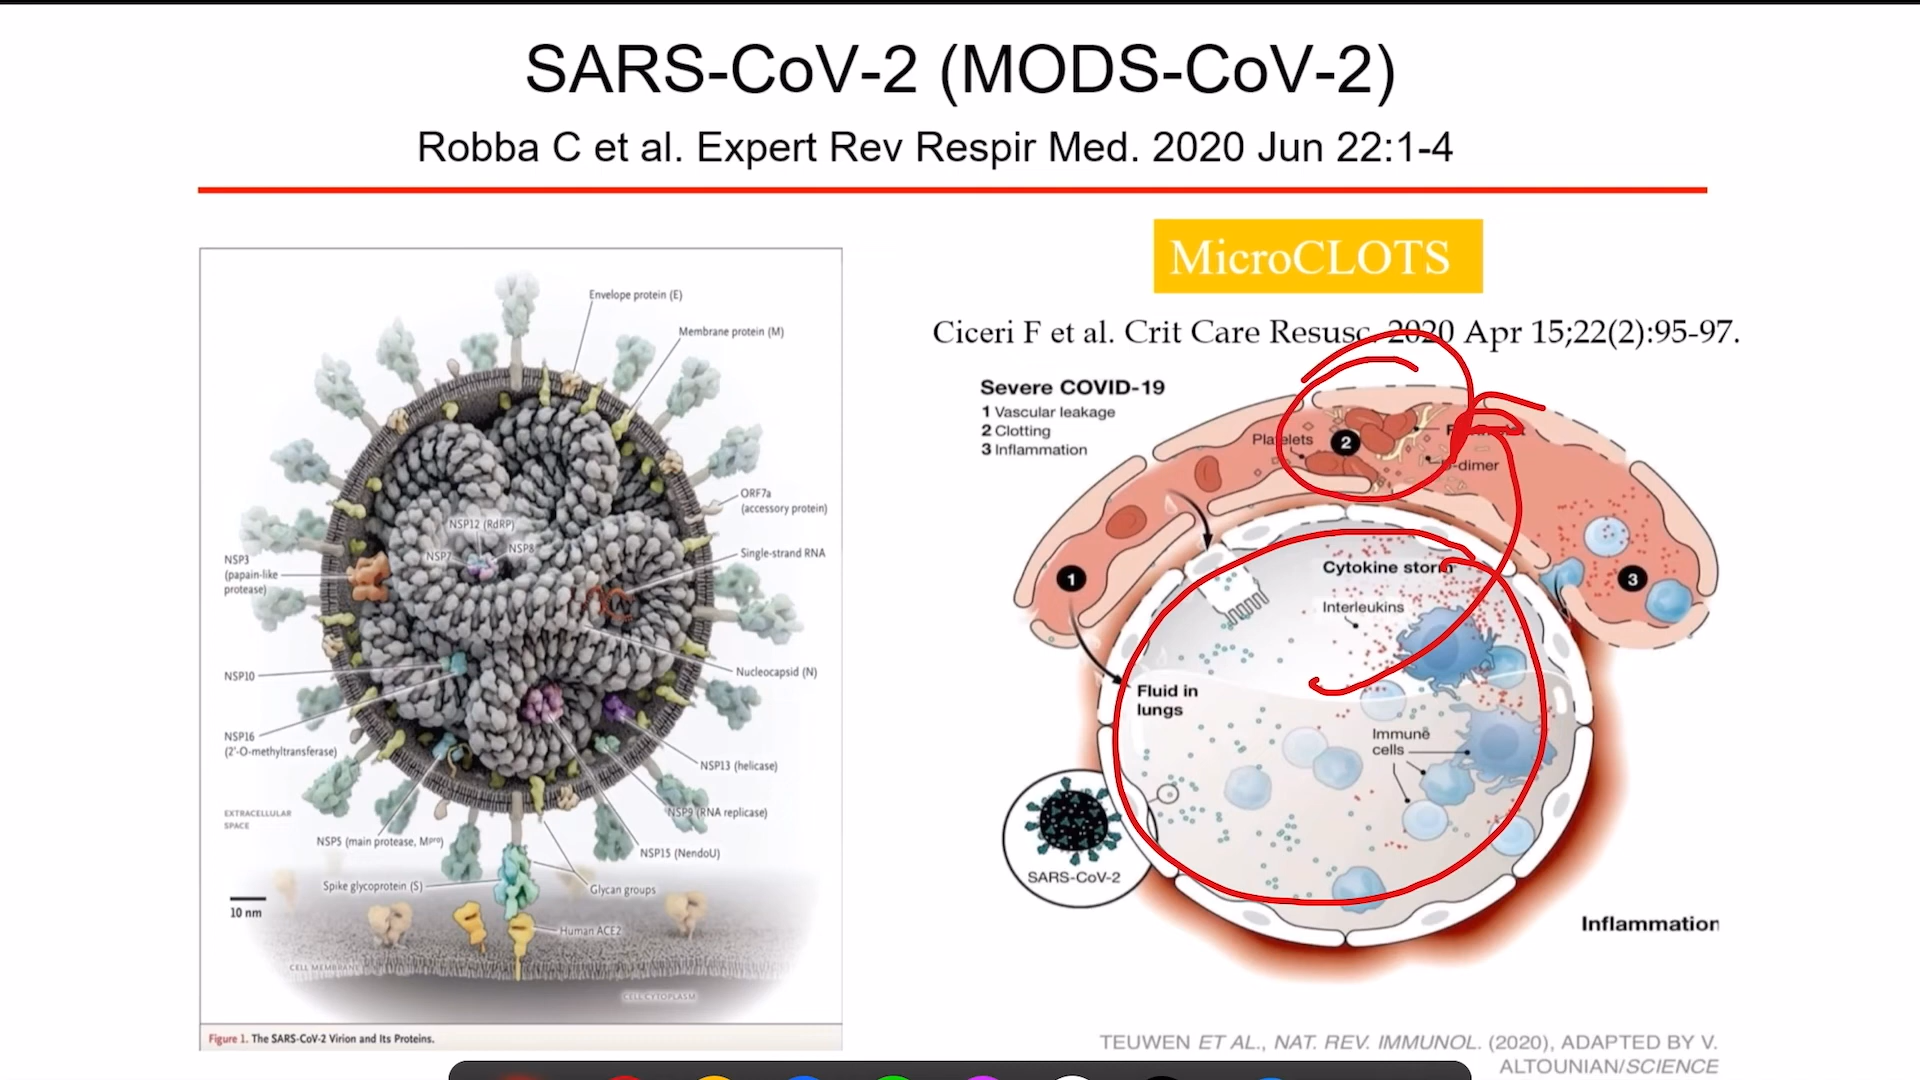 SARS-CoV-2 (MODS-CoV-2)
Robba C et al. Expert Rev Respir Med. 2020 Jun 22:1-4
MicroCLOTS
Ciceri F et al. Crit Care Resusc. 2020 Apr 15;22(2):95-97.
Envelope protein (E)
Membrane protein (M)
ORF7a
(accessory protein)
NSP12 (RdRP)
NSP7
NSP8
Single-strand RNA
NSP3
(papain-like
protease)
NSP10
Nucleocapsid (N)
NSP16
(2'-O-methyltransferase)
NSP13 (helicase)
NSP9 (RNA replicase)
EXTRACELLULAR
SPACE
NSP5 (main protease, Mpro)
NSP15 (NendoU)
Spike glycoprotein (S)
Glycan groups
10 nm
Human ACE2
CELL MEMBRANE
CELL CYTOPLASM
Figure 1. The SARS-CoV-2 Virion and Its Proteins.
Severe COVID-19
1 Vascular leakage
2 Clotting
3 Inflammation
Platelets
2
D-dimer
1
3
Cytokine storm
Interleukins
Fluid in
lungs
Immune
cells
SARS-CoV-2
Inflammation
TEUWEN ET AL., NAT. REV. IMMUNOL. (2020), ADAPTED BY V.
ALTOUNIAN/SCIENCE